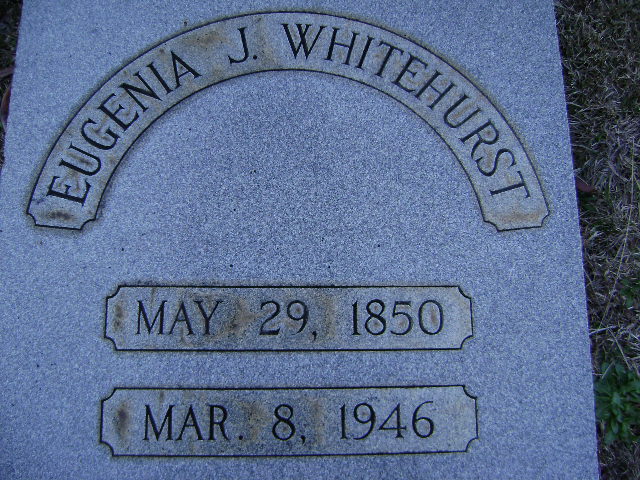 EUGENIA J. WHITEHURST
MAY 29, 1850
MAR. 8, 1946